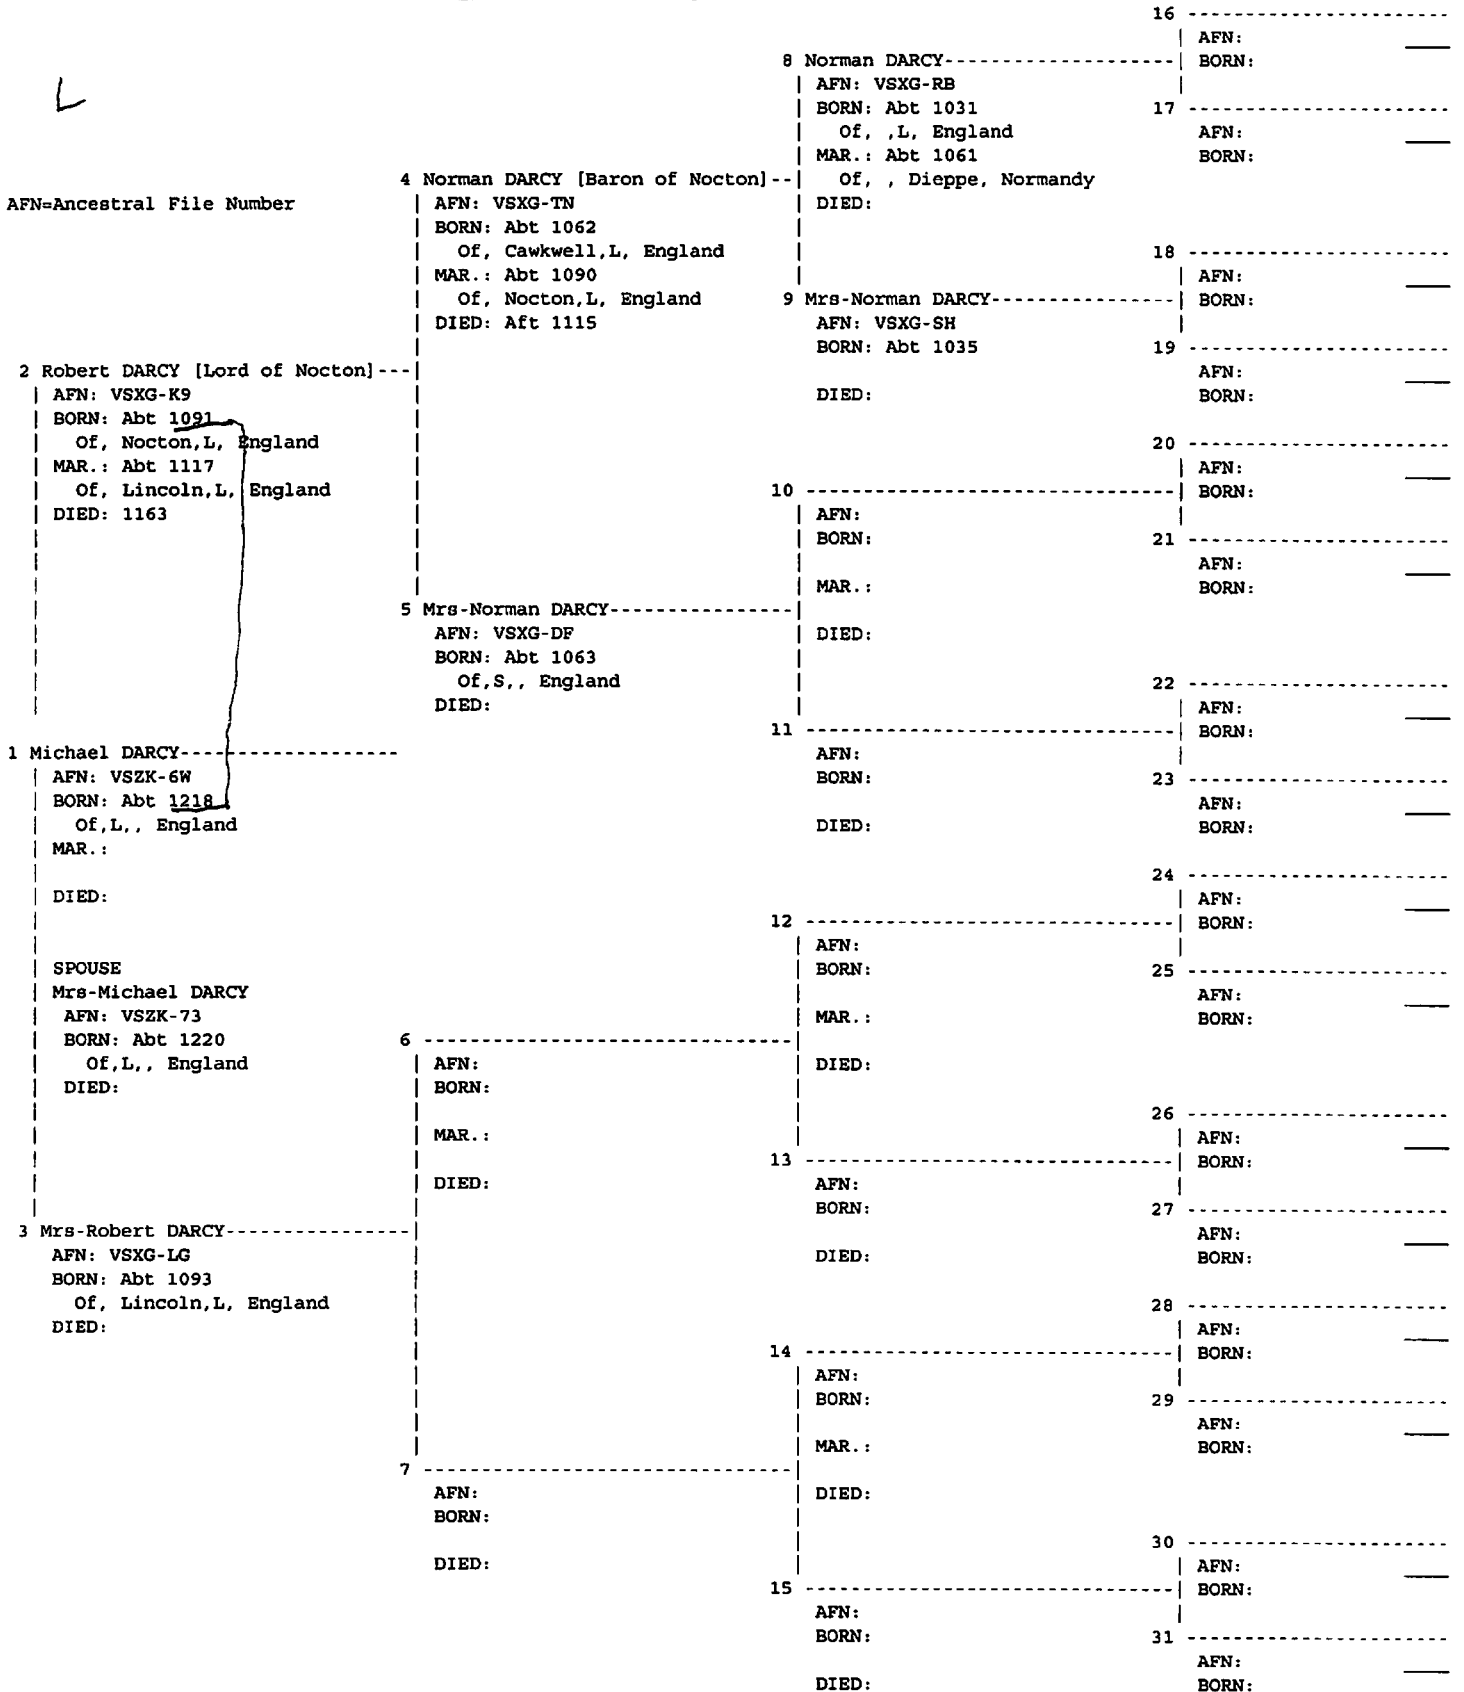 L
AFN=Ancestral File Number
1 Michael DARCY
AFN: VSZK-6W
BORN: Abt 1218
Of,L,, England
MAR.:
DIED:
SPOUSE
Mrs-Michael DARCY
AFN: VSZK-73
BORN: Abt 1220
Of,L,, England
DIED:
2 Robert DARCY [Lord of Nocton]
AFN: VSXG-K9
BORN: Abt 1091
Of, Nocton,L, England
MAR.: Abt 1117
Of, Lincoln,L, England
DIED: 1163
3 Mrs-Robert DARCY
AFN: VSXG-LG
BORN: Abt 1093
Of, Lincoln,L, England
DIED:
4 Norman DARCY [Baron of Nocton]
AFN: VSXG-TN
BORN: Abt 1062
Of, Cawkwell,L, England
MAR.: Abt 1090
Of, Nocton,L, England
DIED: Aft 1115
5 Mrs-Norman DARCY
AFN: VSXG-DF
BORN: Abt 1063
Of,S,, England
DIED:
6
AFN:
BORN:
MAR.:
DIED:
7
AFN:
BORN:
DIED:
8 Norman DARCY
AFN: VSXG-RB
BORN: Abt 1031
Of, ,L, England
MAR.: Abt 1061
Of, , Dieppe, Normandy
DIED:
9 Mrs-Norman DARCY
AFN: VSXG-SH
BORN: Abt 1035
DIED:
10
AFN:
BORN:
MAR.:
DIED:
11
AFN:
BORN:
DIED:
12
AFN:
BORN:
MAR.:
DIED:
13
AFN:
BORN:
DIED:
14
AFN:
BORN:
MAR.:
DIED:
15
AFN:
BORN:
DIED:
16
AFN:
BORN:
17
AFN:
BORN:
18
AFN:
BORN:
19
AFN:
BORN:
20
AFN:
BORN:
21
AFN:
BORN:
22
AFN:
BORN:
23
AFN:
BORN:
24
AFN:
BORN:
25
AFN:
BORN:
26
AFN:
BORN:
27
AFN:
BORN:
28
AFN:
BORN:
29
AFN:
BORN:
30
AFN:
BORN:
31
AFN:
BORN: